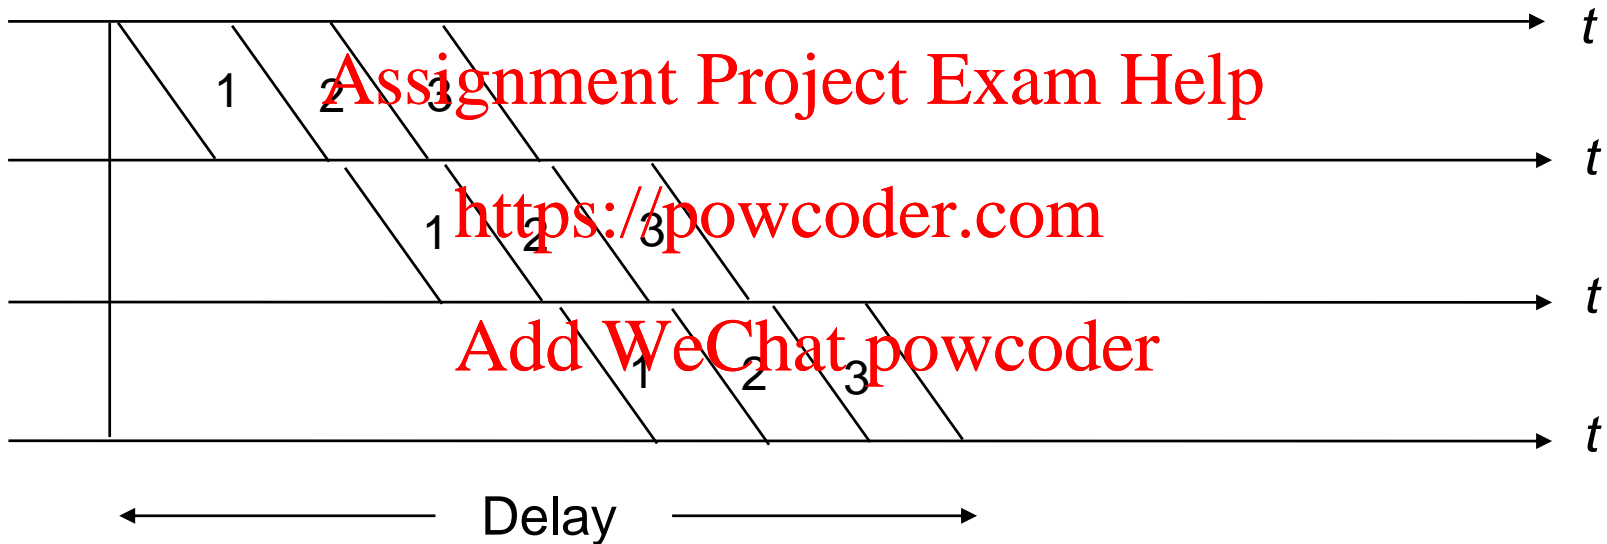 t
1 2 3
Assignment Project Exam Help
t
1 2 3
https://powcoder.com
t
1 2 3
Add WeChat powcoder
t
Delay